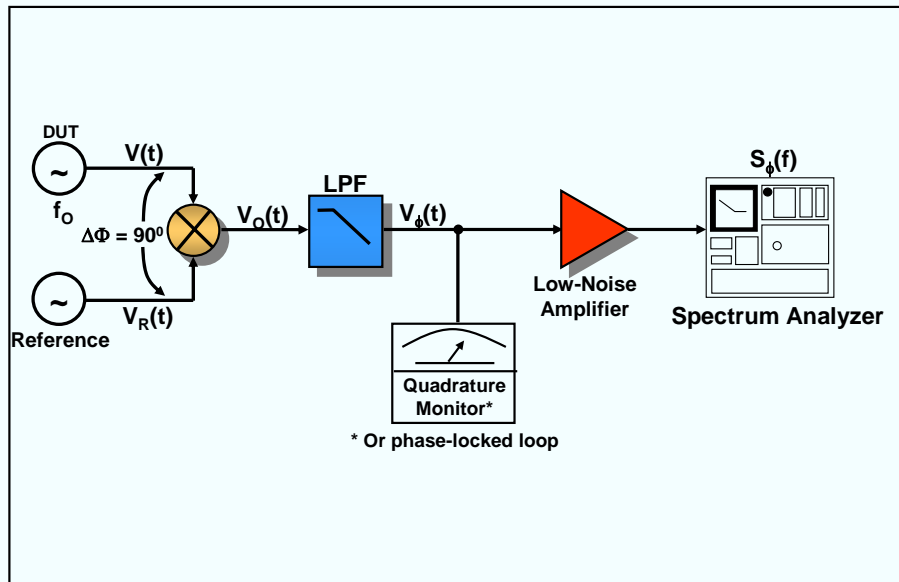 DUT
~
f_O
V(t)
ΔΦ = 90⁰
V_O(t)
LPF
V_ϕ(t)
S_ϕ(f)
~
V_R(t)
Reference
Low-Noise
Amplifier
Spectrum Analyzer
Quadrature
Monitor*
* Or phase-locked loop